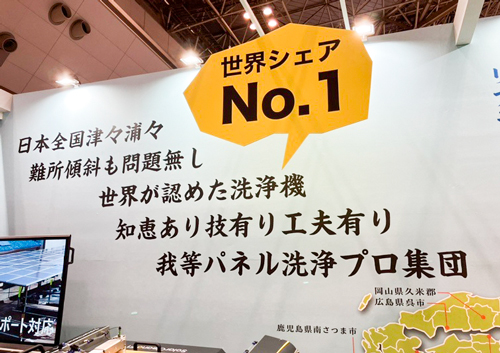 世界シェア
No.1
日本全国津々浦々
難所傾斜も問題無し
世界が認めた洗浄機
知恵あり技有り工夫有り
我等パネル洗浄プロ集団
岡山県久米郡
広島県呉市
鹿児島県南さつま市
ポート対応